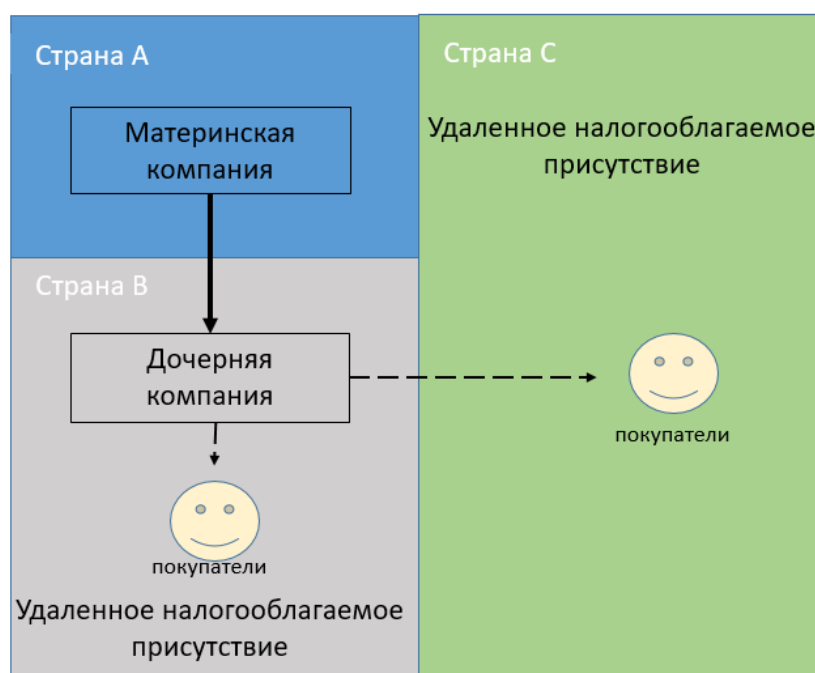 Страна А
Материнская
компания
Страна В
Дочерняя
компания
покупатели
Удаленное налогооблагаемое
присутствие
Страна С
Удаленное налогооблагаемое
присутствие
покупатели